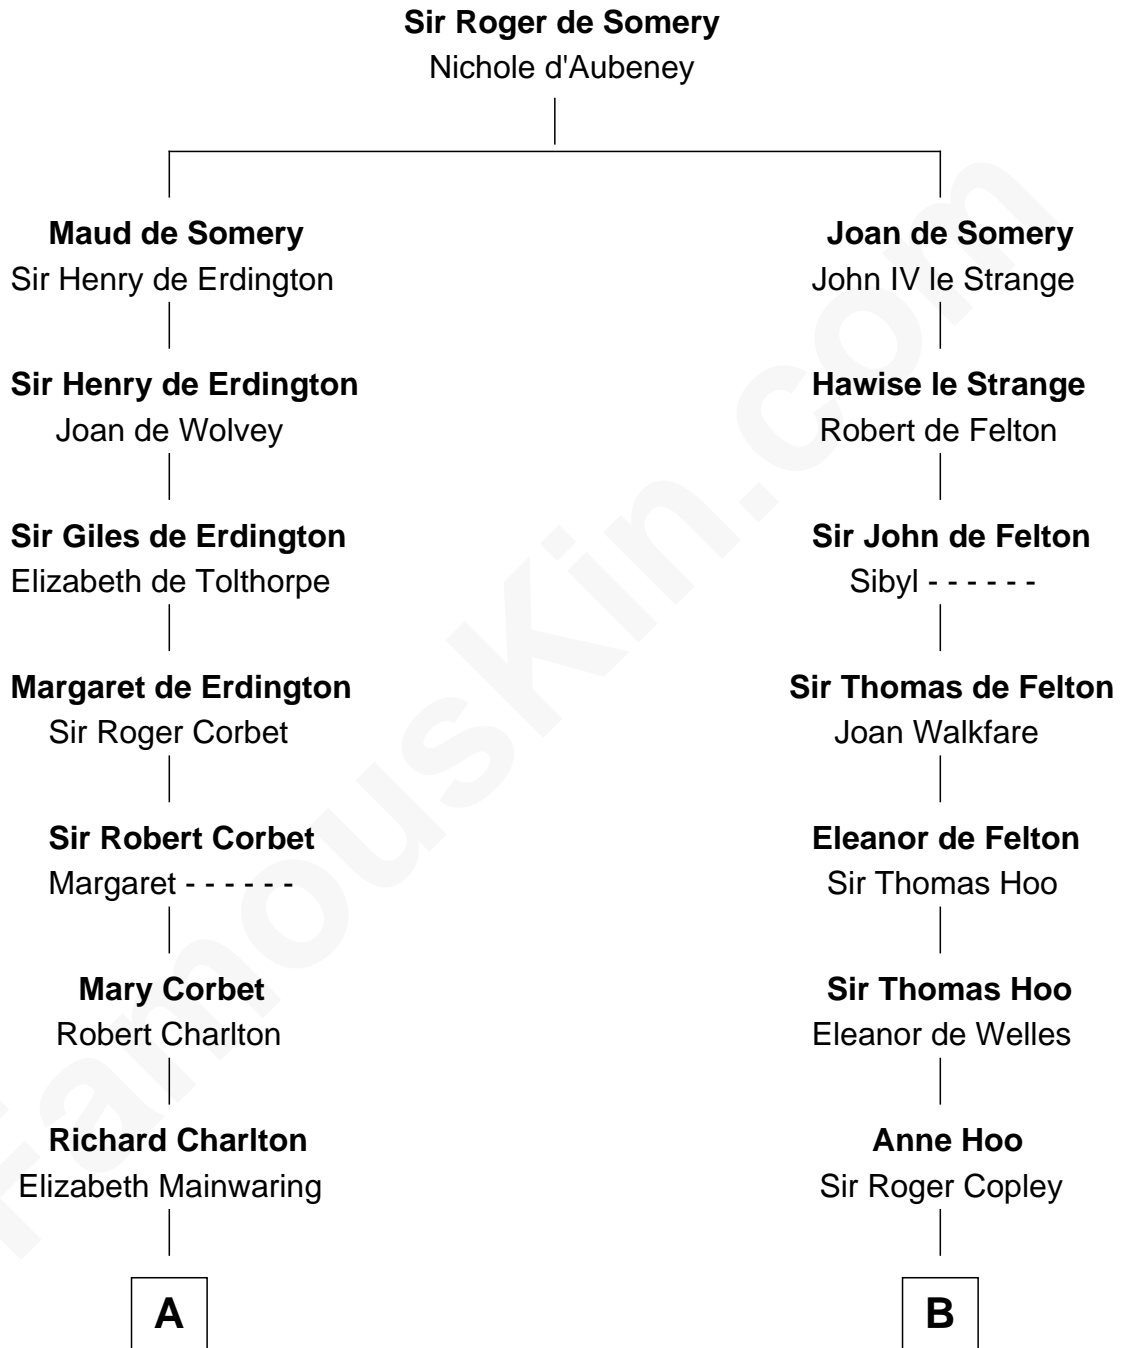 Sir Roger de Somery
Nichole d'Aubeney
Maud de Somery
Sir Henry de Erdington
Joan de Somery
John IV le Strange
Sir Henry de Erdington
Joan de Wolvey
Hawise le Strange
Robert de Felton
Sir Giles de Erdington
Elizabeth de Tolthorpe
Sir John de Felton
Sibyl - - - - - -
Margaret de Erdington
Sir Roger Corbet
Sir Thomas de Felton
Joan Walkfare
Sir Robert Corbet
Margaret - - - - - -
Eleanor de Felton
Sir Thomas Hoo
Mary Corbet
Robert Charlton
Sir Thomas Hoo
Eleanor de Welles
Richard Charlton
Elizabeth Mainwaring
Anne Hoo
Sir Roger Copley
A
B
FamousKin.com